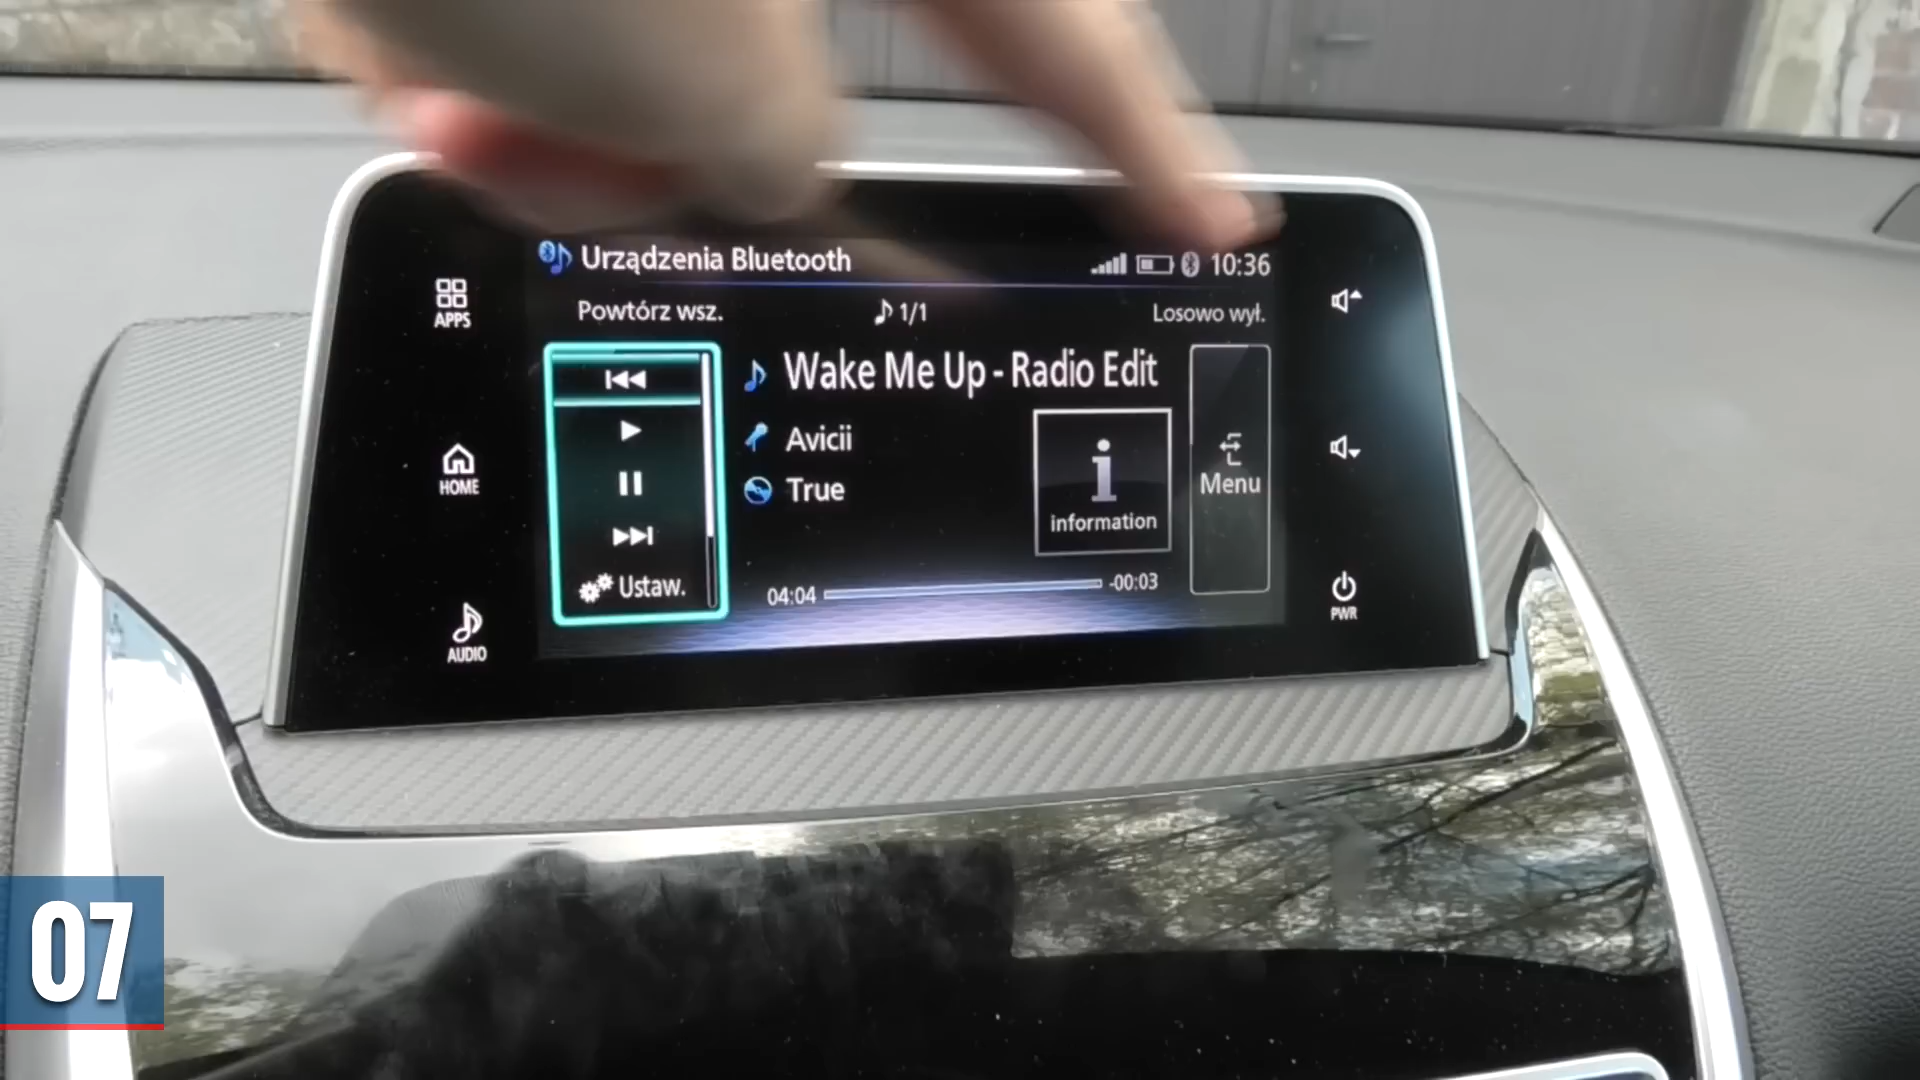 Urządzenia Bluetooth
10:36
Powtórz wsz.
1/1
Losowo wył.
APPS
Wake Me Up - Radio Edit
Avicii
True
information
Menu
HOME
Ustaw.
04:04
-00:03
PWR
AUDIO
07